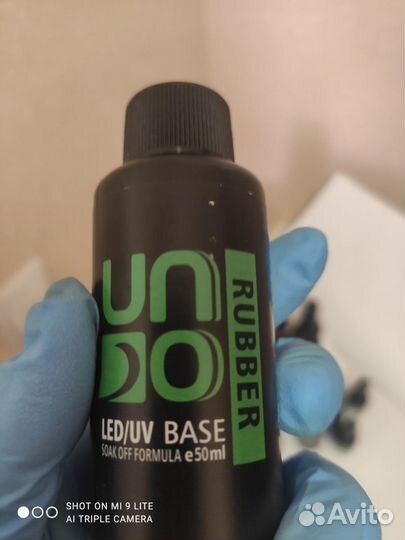 UNO
RUBBER
LED/UV BASE
SOAK OFF FORMULA e50ml
SHOT ON MI 9 LITE
AI TRIPLE CAMERA
Avito